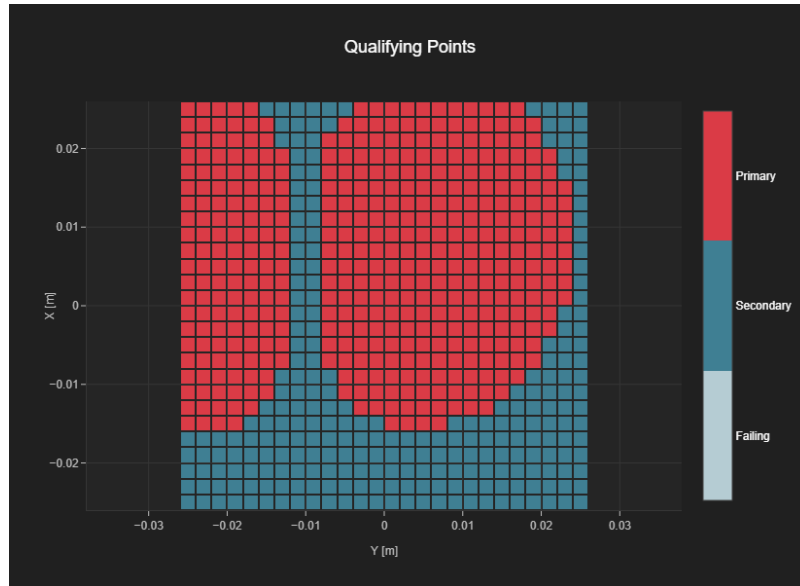 Qualifying Points
Primary
0.02
0.01
X [m]
0
Secondary
−0.01
Failing
−0.02
−0.03
−0.02
−0.01
0
0.01
0.02
0.03
Y [m]